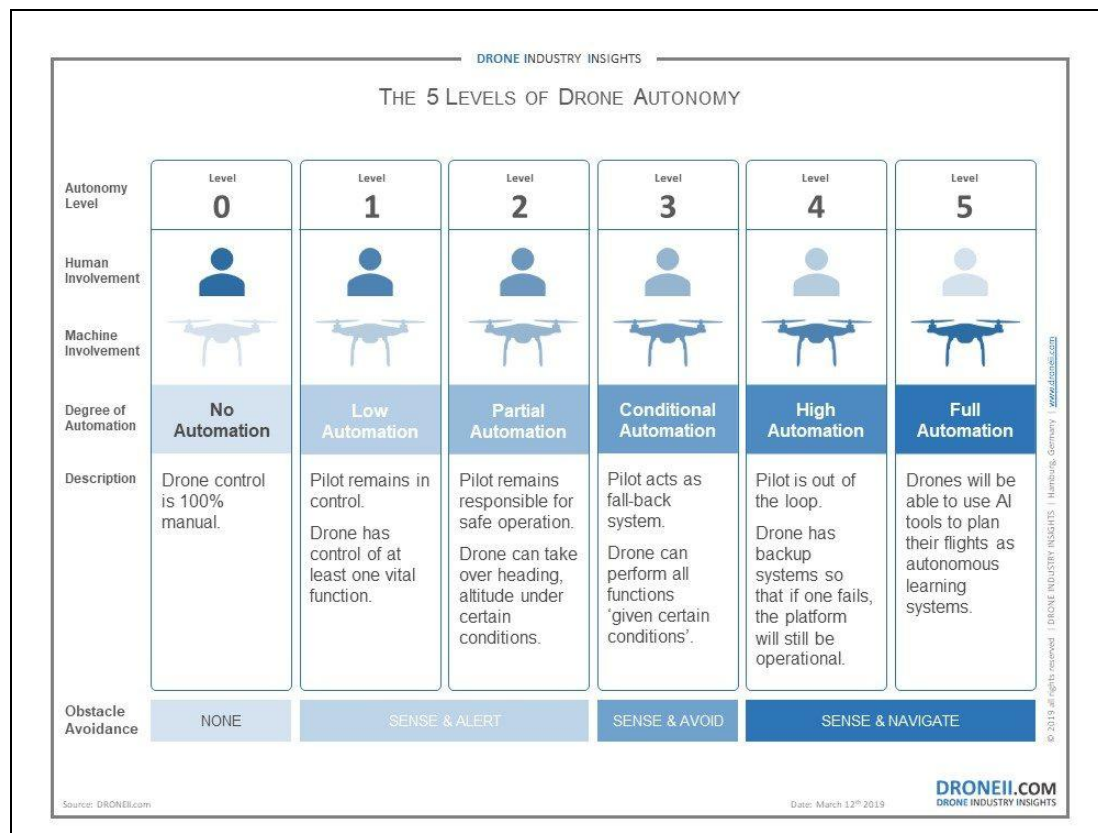 DRONE INDUSTRY INSIGHTS
THE 5 LEVELS OF DRONE AUTONOMY
Autonomy
Level
Level
0
Level
1
Level
2
Level
3
Level
4
Level
5
Human
Involvement
Machine
Involvement
Degree of
Automation
No
Automation
Low
Automation
Partial
Automation
Conditional
Automation
High
Automation
Full
Automation
Description
Drone control
is 100%
manual.
Pilot remains in
control.
Drone has
control of at
least one vital
function.
Pilot remains
responsible for
safe operation.
Drone can take
over heading,
altitude under
certain
conditions.
Pilot acts as
fall-back
system.
Drone can
perform all
functions
‘given certain
conditions’.
Pilot is out of
the loop.
Drone has
backup
systems so
that if one fails,
the platform
will still be
operational.
Drones will be
able to use AI
tools to plan
their flights as
autonomous
learning
systems.
Obstacle
Avoidance
NONE
SENSE & ALERT
SENSE & AVOID
SENSE & NAVIGATE
© 2019 all rights reserved | DRONE INDUSTRY INSIGHTS | Hamburg, Germany | www.droneii.com
Source: DRONEII.com
Date: March 12th 2019
DRONEII.COM
DRONE INDUSTRY INSIGHTS